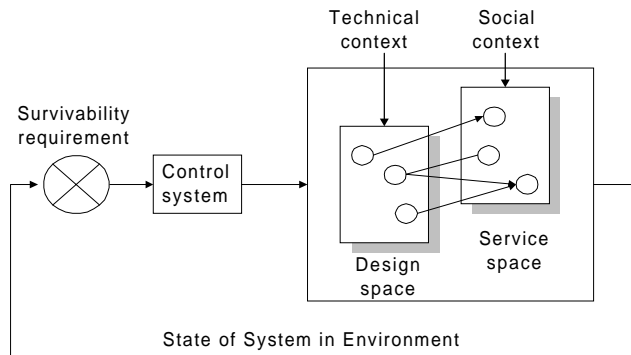 Technical
context
Social
context
Survivability
requirement
Control
system
Design
space
Service
space
State of System in Environment